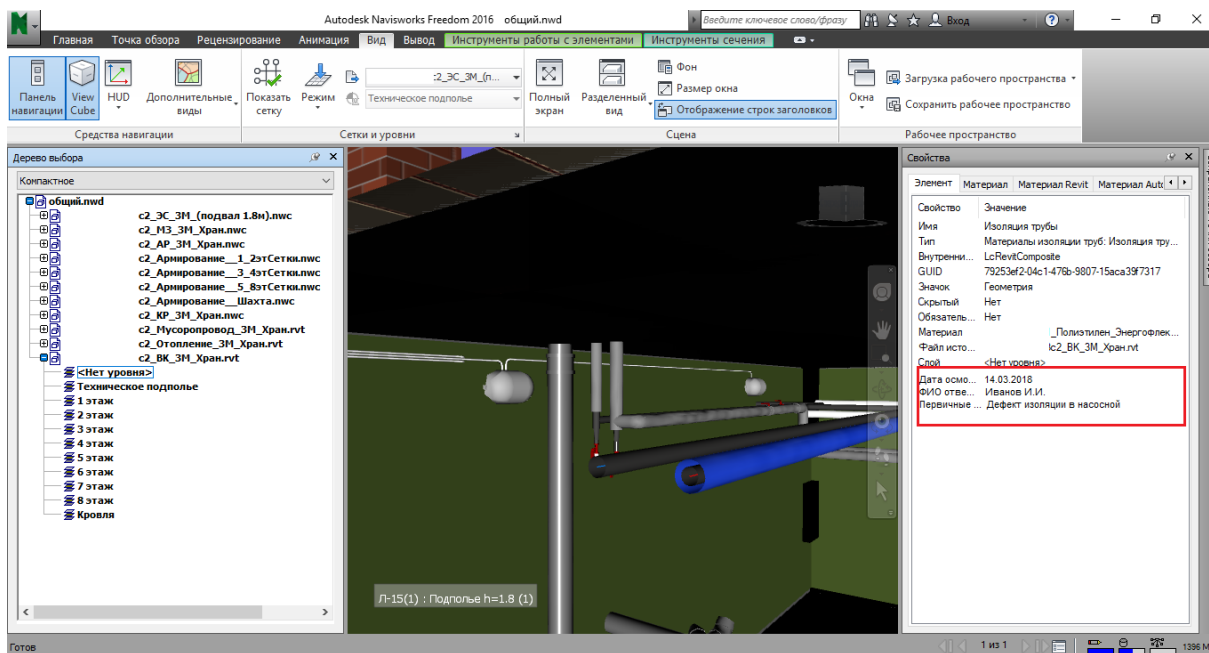 Autodesk Navisworks Freedom 2016 общий.nwd
Введите ключевое слово/фразу
Вход
Главная Точка обзора Рецензирование Анимация Вид Вывод Инструменты работы с элементами Инструменты сечения
Панель навигации
View Cube
HUD
Дополнительные виды
Показать сетку
Режим
:2_ЭС_3М_(п...
Техническое подполье
Полный экран
Разделенный вид
Фон
Размер окна
Отображение строк заголовков
Окна
Загрузка рабочего пространства
Сохранить рабочее пространство
Средства навигации
Сетки и уровни
Сцена
Рабочее пространство
Дерево выбора
Компактное
общий.nwd
с2_ЭС_3М_(подвал 1.8м).nwc
с2_МЗ_3М_Хран.nwc
с2_АР_3М_Хран.nwc
с2_Армирование__1_2этСетки.nwc
с2_Армирование__3_4этСетки.nwc
с2_Армирование__5_8этСетки.nwc
с2_Армирование__Шахта.nwc
с2_КР_3М_Хран.nwc
с2_Мусоропровод_3М_Хран.rvt
с2_Отопление_3М_Хран.rvt
с2_ВК_3М_Хран.rvt
<Нет уровня>
Техническое подполье
1 этаж
2 этаж
3 этаж
4 этаж
5 этаж
6 этаж
7 этаж
8 этаж
Кровля
Л-15(1) : Подполье h=1.8 (1)
Свойства
Элемент Материал Материал Revit Материал Auto
Свойство Значение
Имя Изоляция трубы
Тип Материалы изоляции труб: Изоляция тру...
Внутренни... LcRevitComposite
GUID 79253ef2-04c1-476b-9807-15aca39f7317
Значок Геометрия
Скрытый Нет
Обязатель... Нет
Материал _Полиэтилен_Энергофлек...
Файл исто... с2_ВК_3М_Хран.rvt
Слой <Нет уровня>
Дата осмо... 14.03.2018
ФИО отве... Иванов И.И.
Первичные ... Дефект изоляции в насосной
Готов
1 из 1
1396 М